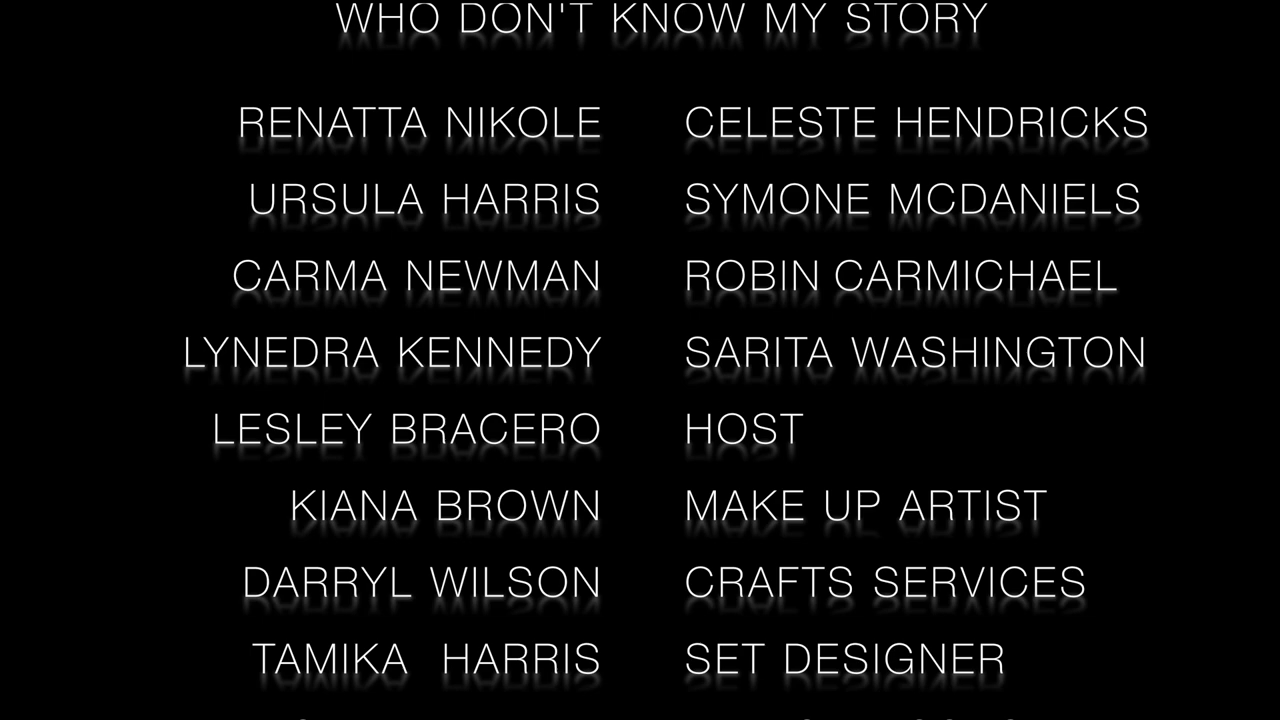 WHO DON'T KNOW MY STORY
RENATTA NIKOLE CELESTE HENDRICKS
URSULA HARRIS SYMONE MCDANIELS
CARMA NEWMAN ROBIN CARMICHAEL
LYNEDRA KENNEDY SARITA WASHINGTON
LESLEY BRACERO HOST
KIANA BROWN MAKE UP ARTIST
DARRYL WILSON CRAFTS SERVICES
TAMIKA HARRIS SET DESIGNER